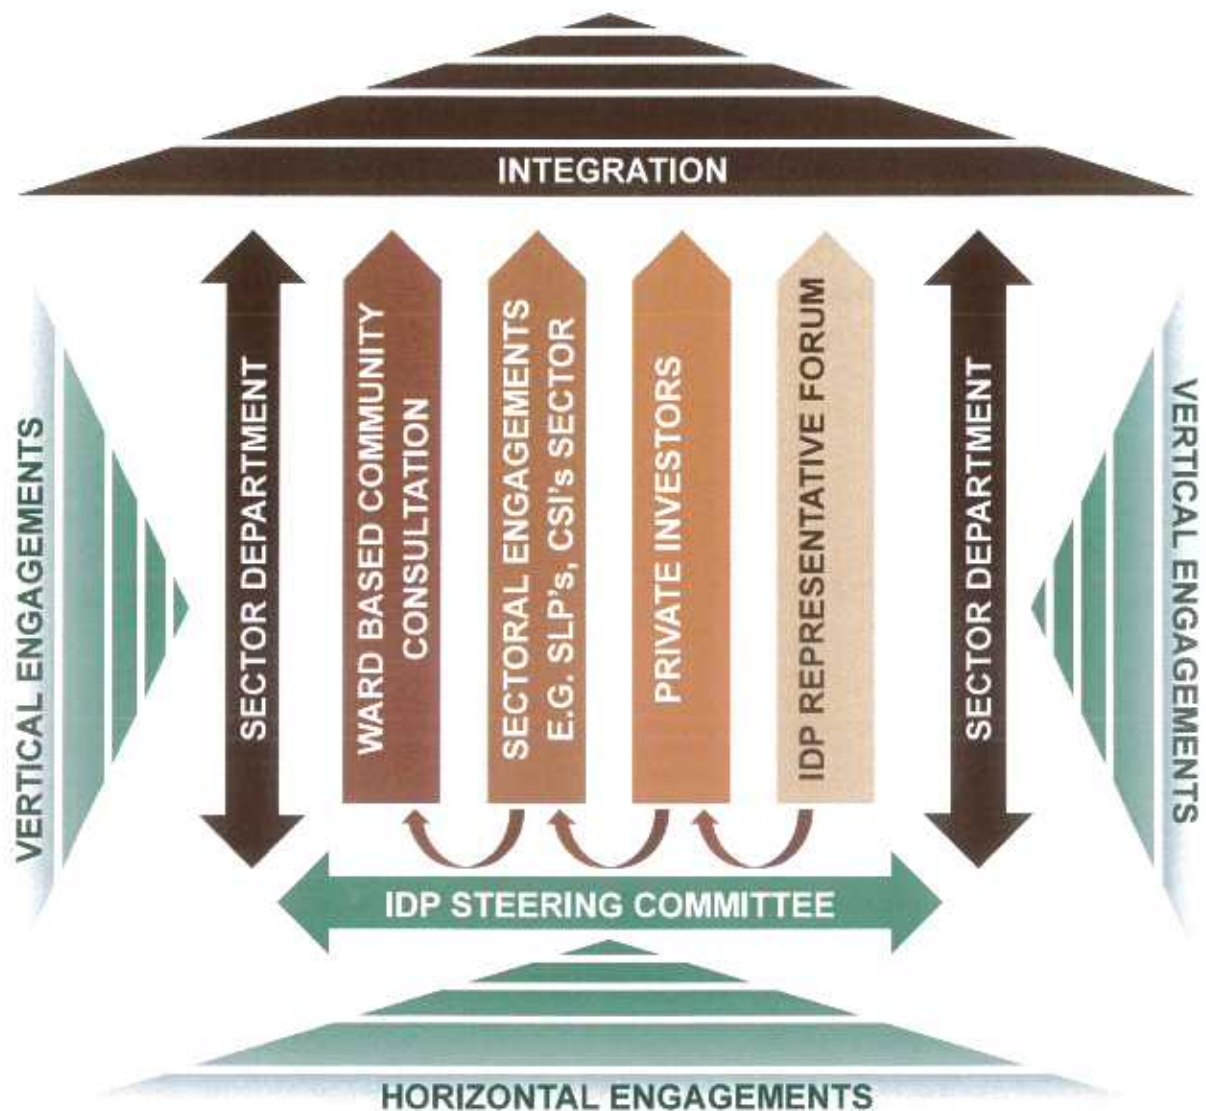 INTEGRATION
VERTICAL ENGAGEMENTS
SECTOR DEPARTMENT
WARD BASED COMMUNITY
CONSULTATION
SECTORAL ENGAGEMENTS
E.G. SLP's, CSI's SECTOR
PRIVATE INVESTORS
IDP REPRESENTATIVE FORUM
SECTOR DEPARTMENT
VERTICAL ENGAGEMENTS
IDP STEERING COMMITTEE
HORIZONTAL ENGAGEMENTS